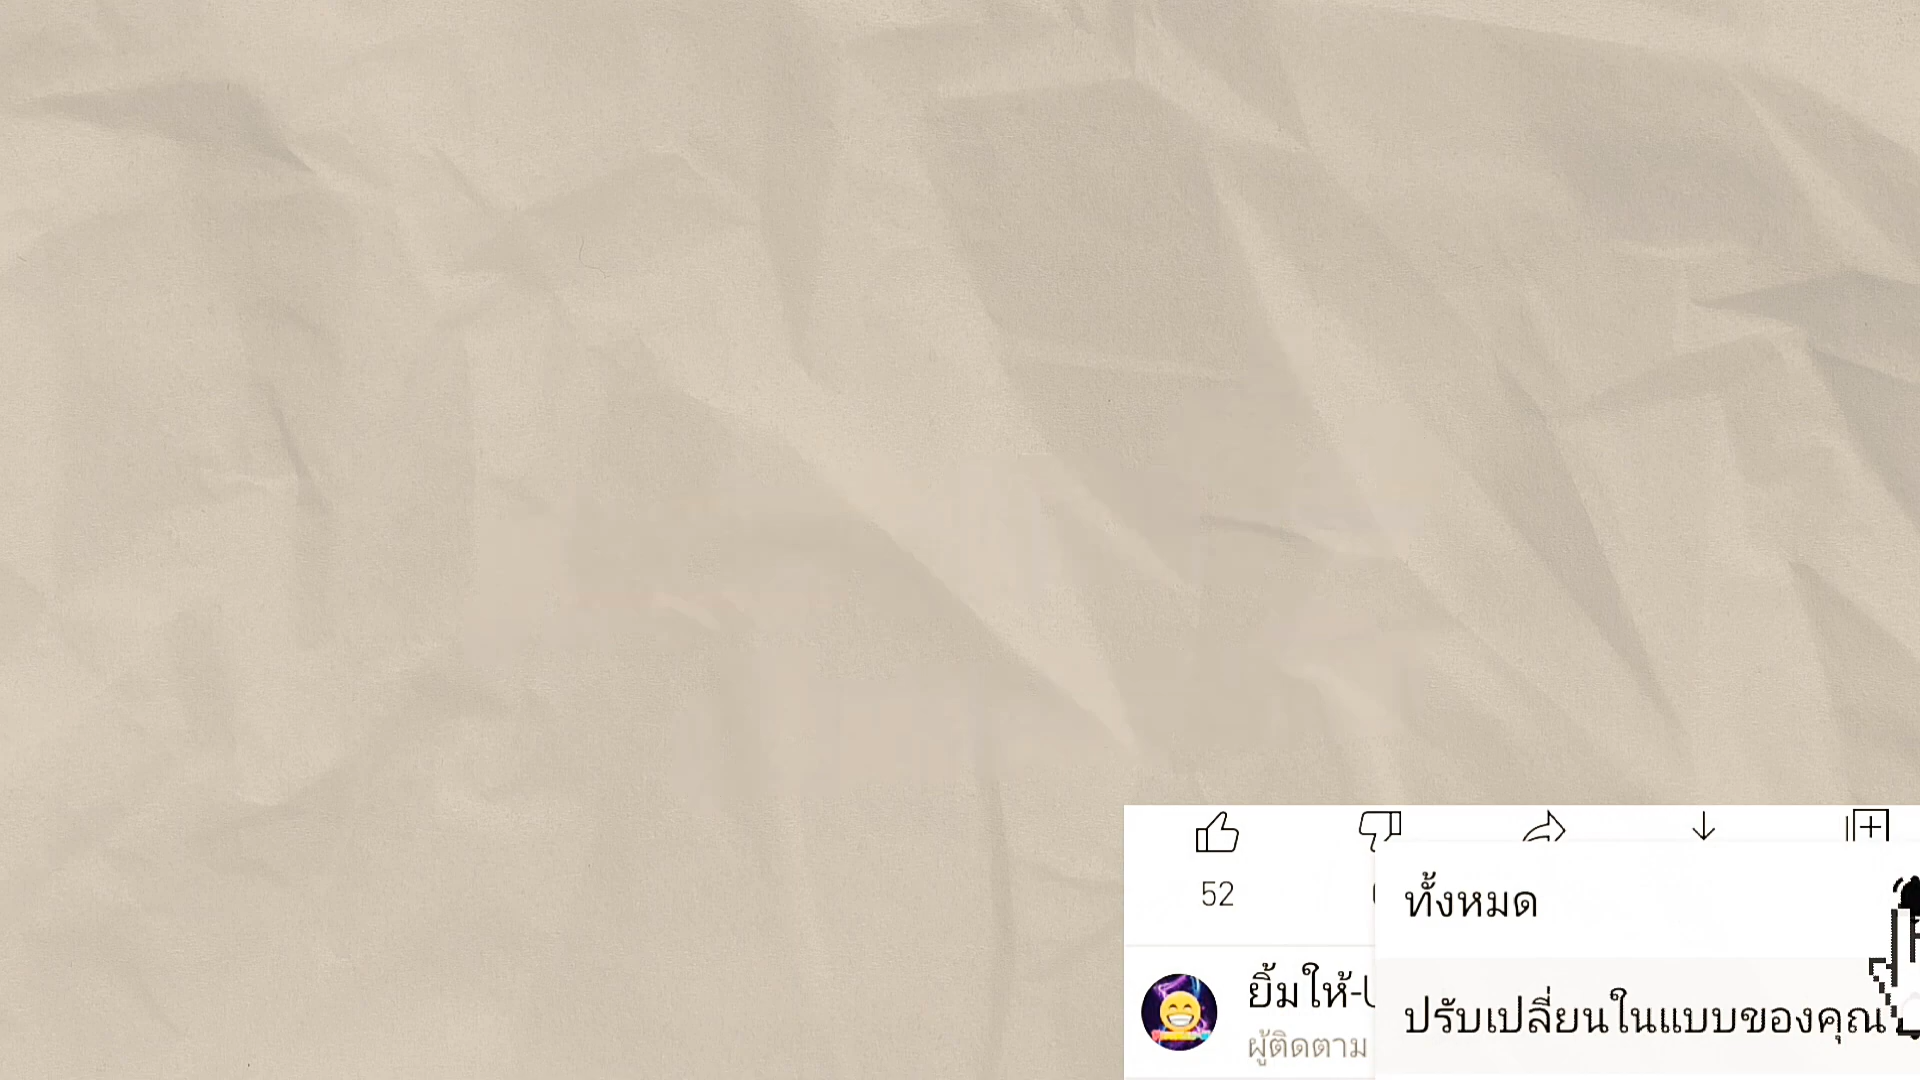 52
ทั้งหมด
ยิ้มให้-
ปรับเปลี่ยนในแบบของคุณ
ผู้ติดตาม